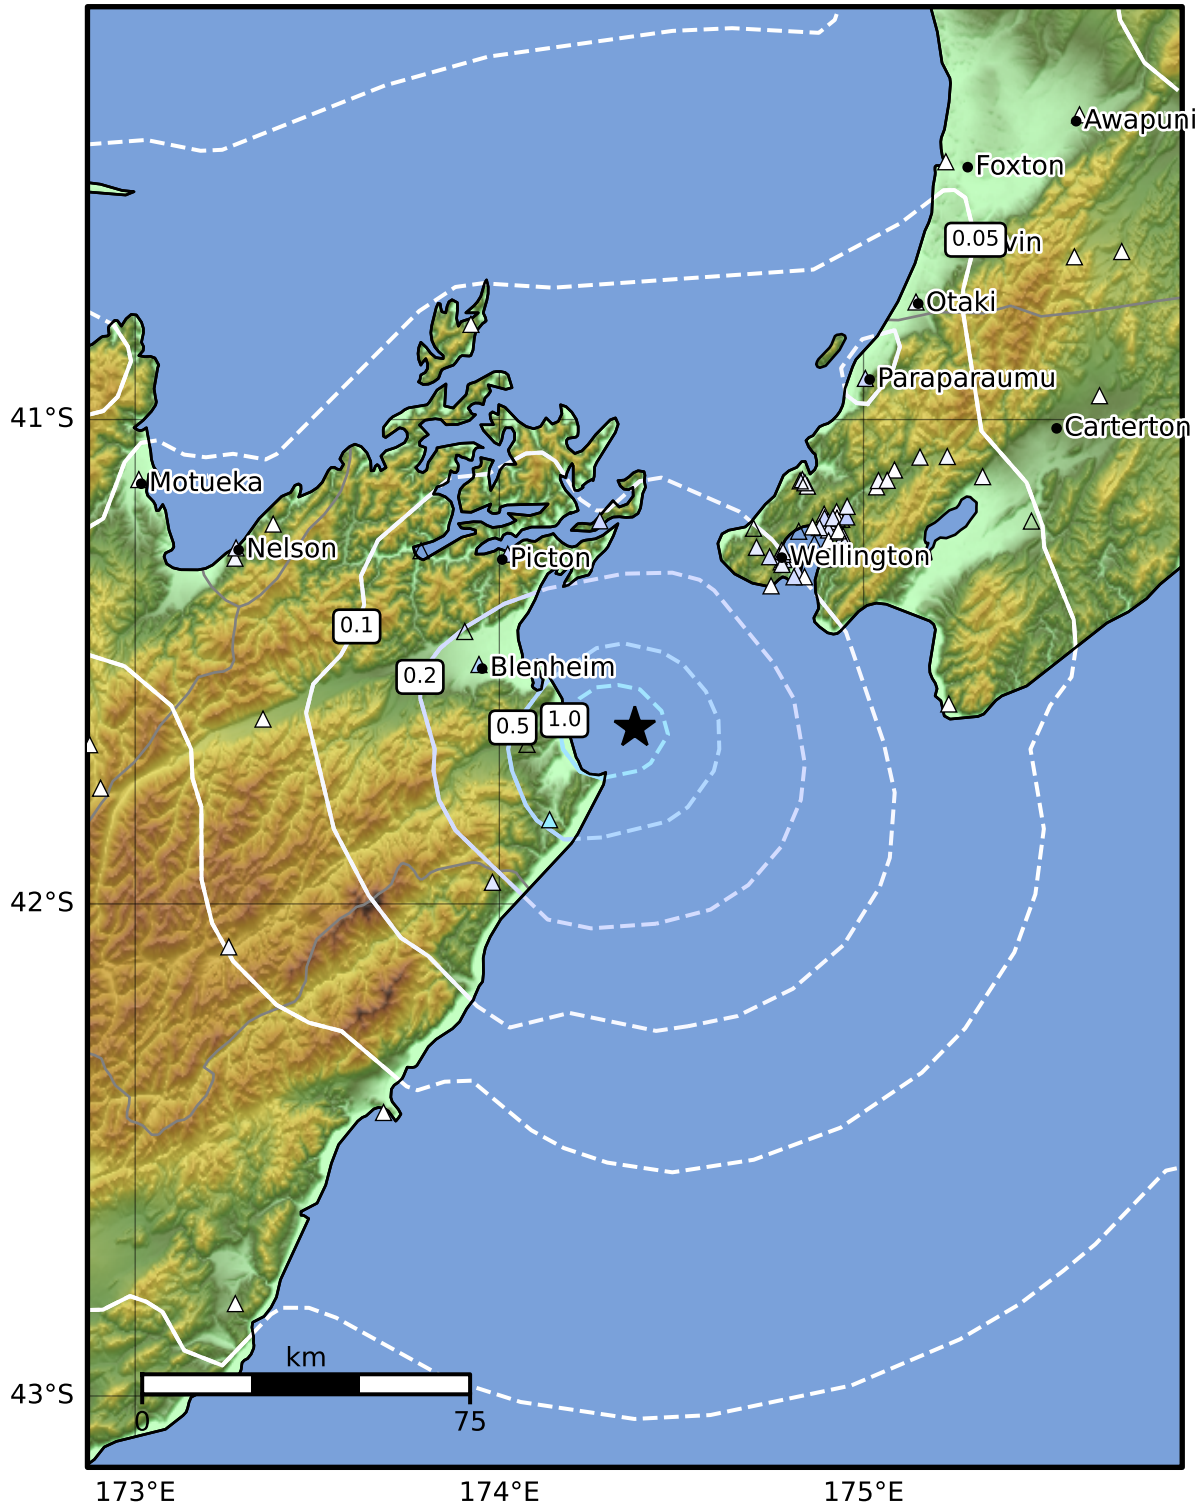 Awapuni
Foxton
0.05
vin
Otaki
Paraparaumu
41°S
Carterton
Motueka
Nelson
Picton
Wellington
0.1
Blenheim
0.2
0.5
1.0
42°S
km
0
75
43°S
173°E
174°E
175°E